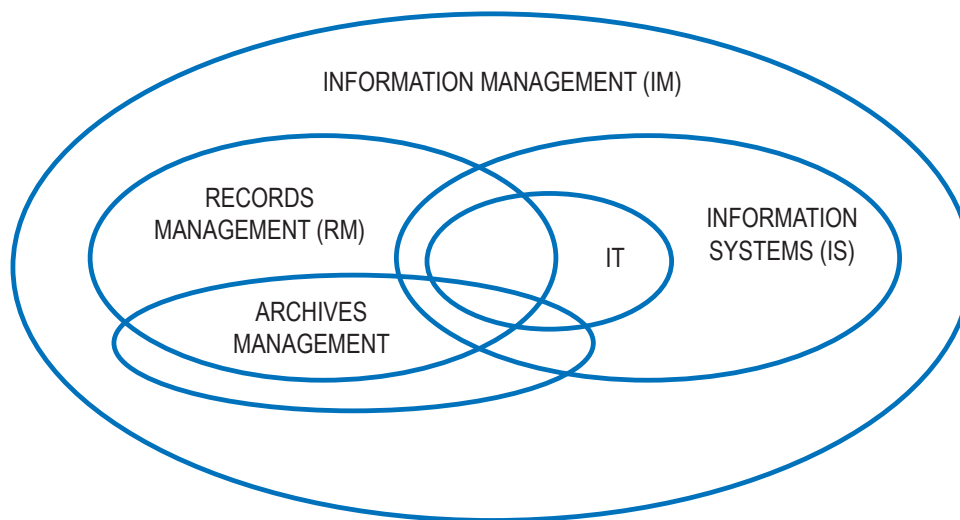 INFORMATION MANAGEMENT (IM)
RECORDS
MANAGEMENT (RM)
INFORMATION
SYSTEMS (IS)
IT
ARCHIVES
MANAGEMENT